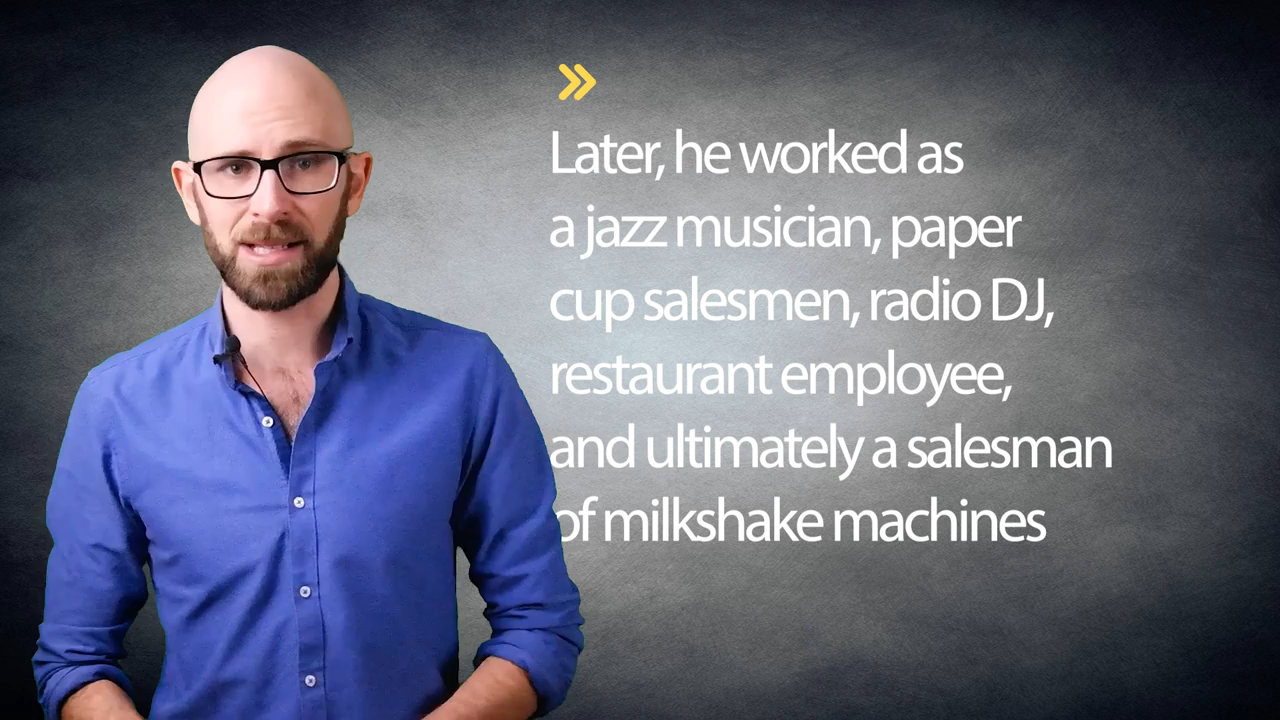 Later, he worked as
a jazz musician, paper
cup salesmen, radio DJ,
restaurant employee,
and ultimately a salesman
of milkshake machines